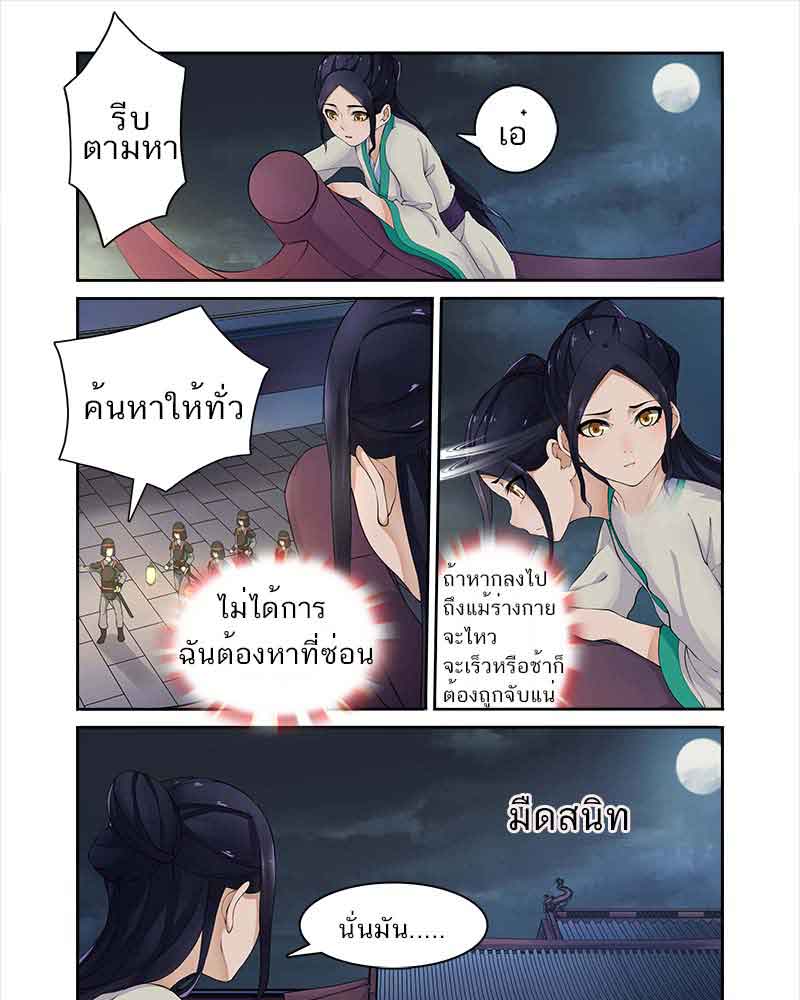 รีบ
ตามหา
เอ๋
ค้นหาให้ทั่ว
ไม่ได้การ
ฉันต้องหาที่ซ่อน
ถ้าหากลงไป
ถึงแม้ร่างกาย
จะไหว
จะเร็วหรือช้าก็
ต้องถูกจับแน่
มืดสนิท
นั่นมัน.....